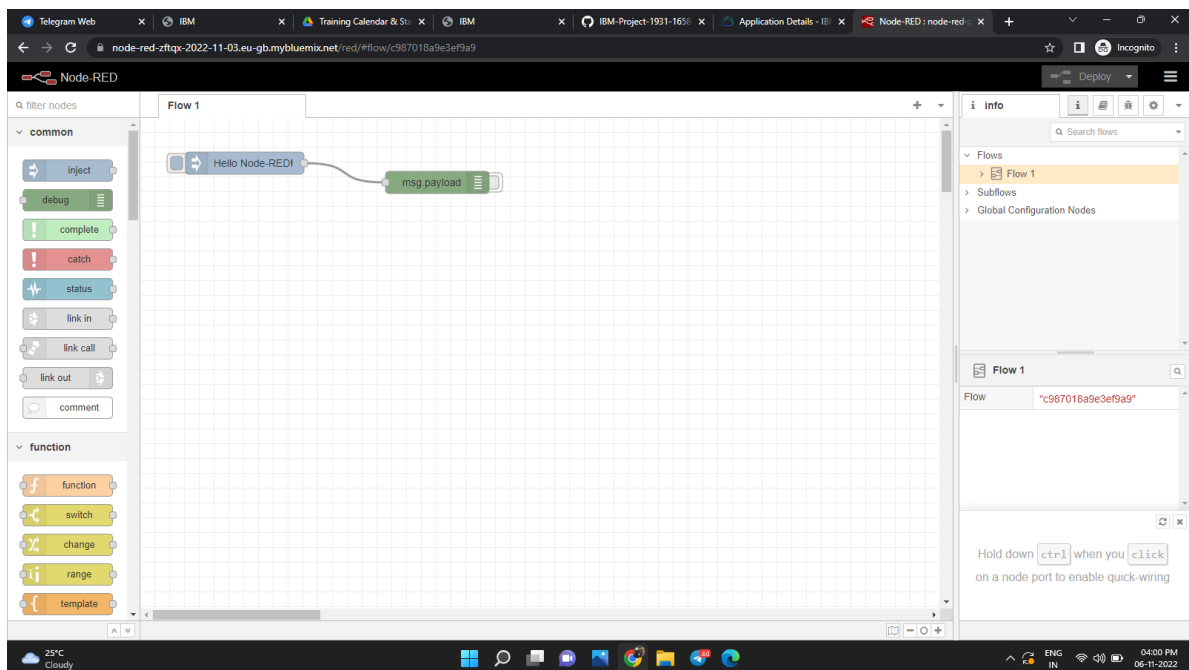 Telegram Web
IBM
Training Calendar & Sta
IBM
IBM-Project-1931-1658
Application Details - IBM
Node-RED : node-red-z
node-red-zftqx-2022-11-03.eu-gb.mybluemix.net/red/#flow/c987018a9e3ef9a9
Incognito
Node-RED
Deploy
filter nodes
Flow 1
i info
i
Search flows
common
inject
debug
complete
catch
status
link in
link call
link out
comment
function
function
switch
change
range
template
Hello Node-RED!
msg.payload
Flows
Flow 1
Subflows
Global Configuration Nodes
Flow 1
Flow "c987018a9e3ef9a9"
Hold down ctrl when you click
on a node port to enable quick-wiring
25°C
Cloudy
ENG
IN
04:00 PM
06-11-2022